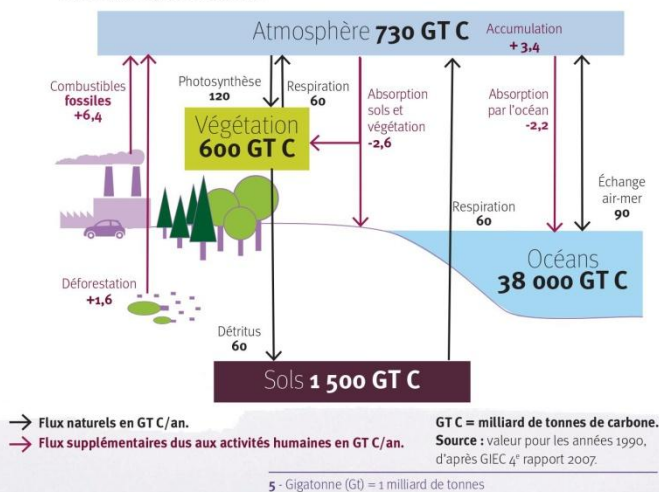 Atmosphère 730 GT C
Accumulation
+ 3,4
Combustibles
fossiles
+6,4
Photosynthèse
120
Respiration
60
Absorption
sols et
végétation
-2,6
Absorption
par l'océan
-2,2
Végétation
600 GT C
Échange
air-mer
90
Respiration
60
Océans
38 000 GT C
Déforestation
+1,6
Détritus
60
Sols 1 500 GT C
Flux naturels en GT C/an.
Flux supplémentaires dus aux activités humaines en GT C/an.
GT C = milliard de tonnes de carbone.
Source : valeur pour les années 1990,
d'après GIEC 4e rapport 2007.
5 - Gigatonne (Gt) = 1 milliard de tonnes